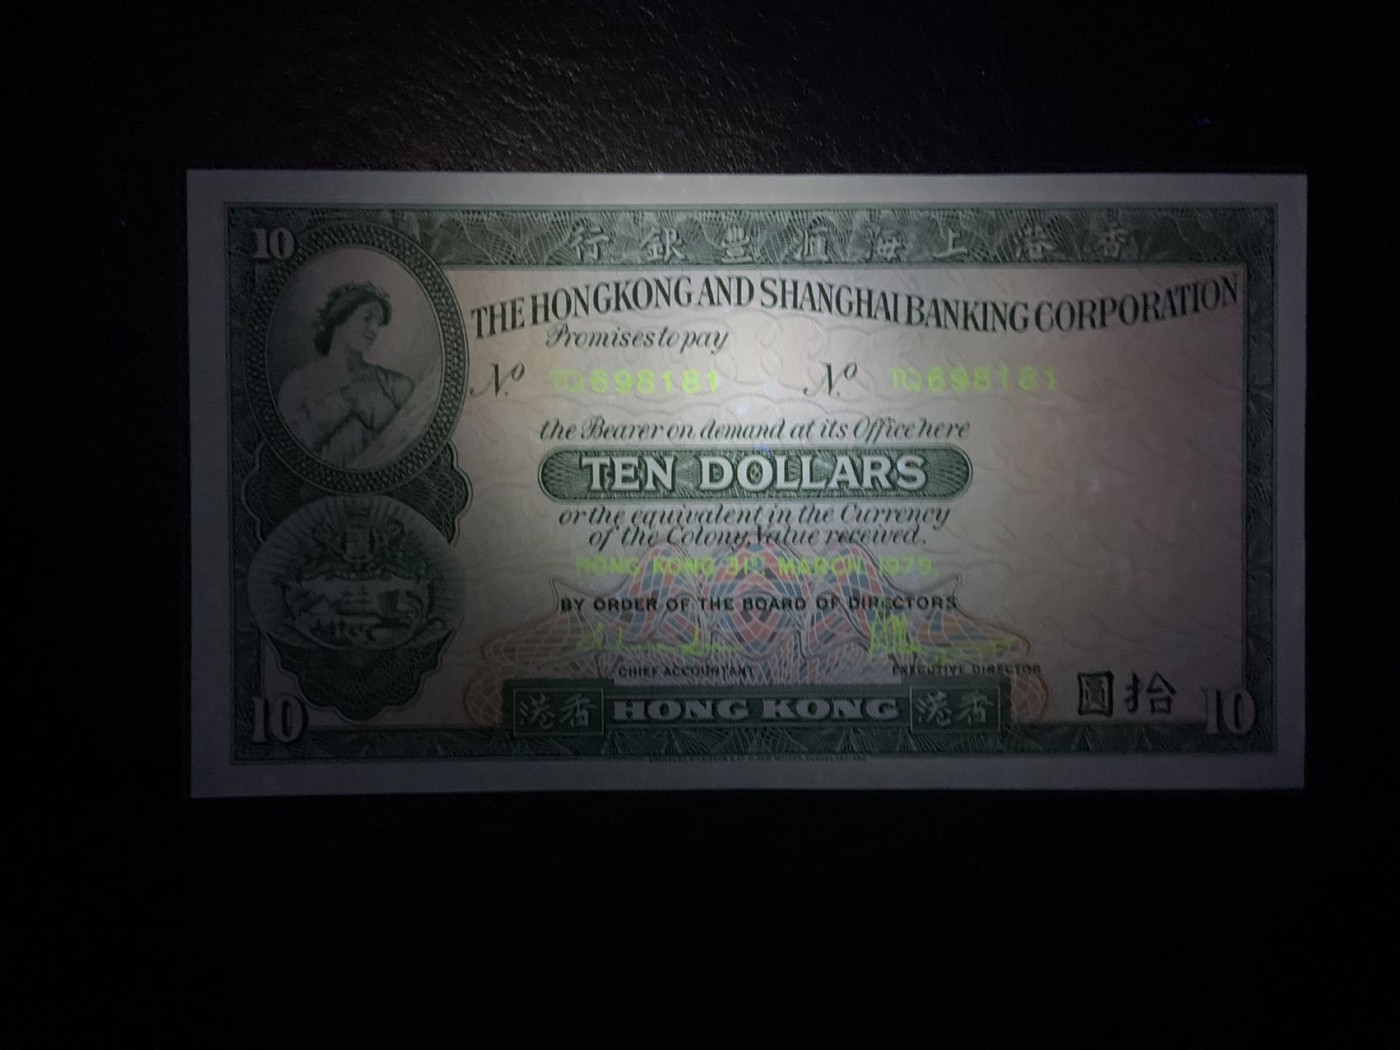 10
行銀豐滙海上港香
THE HONGKONG AND SHANGHAI BANKING CORPORATION
Promises to pay
No 698181 No 698181
the Bearer on demand at its Office here
TEN DOLLARS
or the equivalent in the Currency
of the Colony, Value received.
HONG KONG 31ST MARCH 1979
BY ORDER OF THE BOARD OF DIRECTORS
CHIEF ACCOUNTANT EXECUTIVE DIRECTOR
10 港香 HONG KONG 港香 圓拾 10